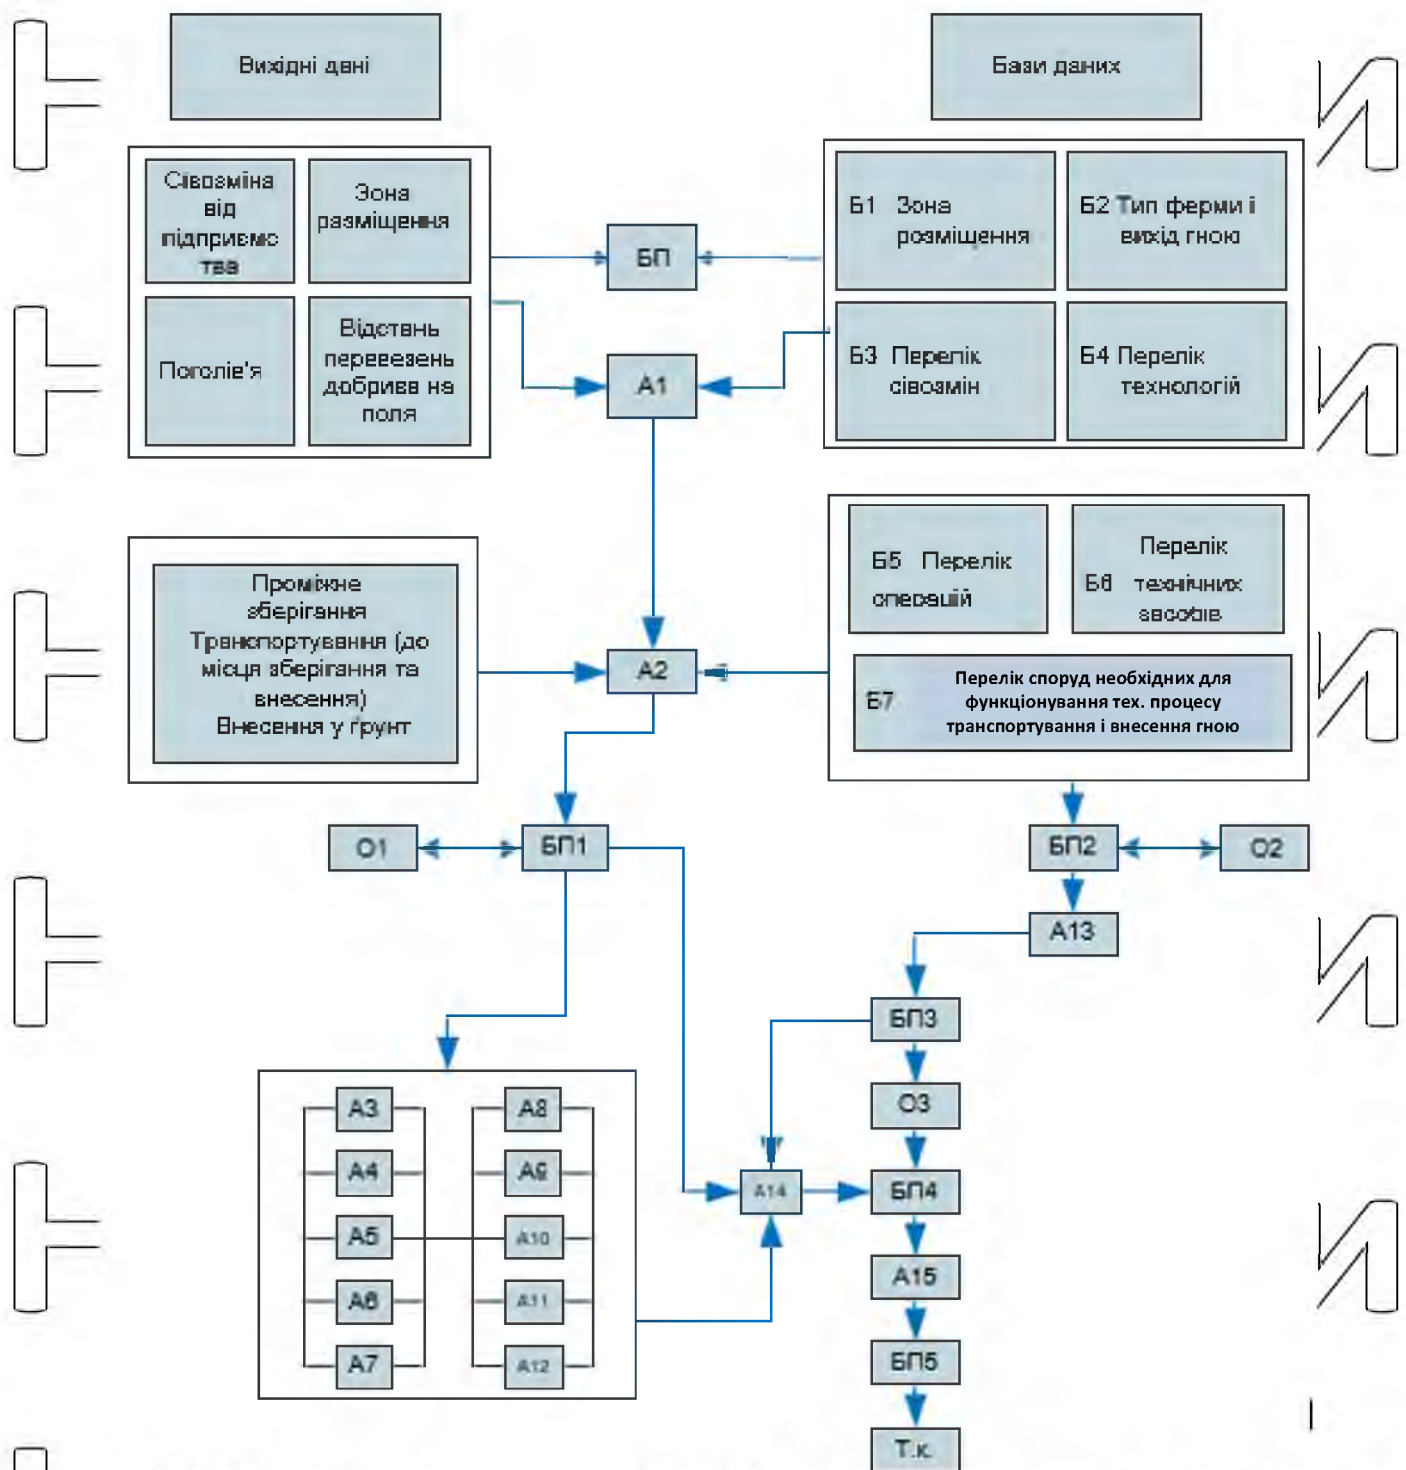 Вихідні дані
Бази даних
Сівозміна
від
підприємс
тва
Зона
разміщення
Поголів'я
Відстань
перевезень
добрив на
поля
БП
А1
Б1 Зона
розміщення
Б2 Тип ферми і
вихід гною
Б3 Перелік
сівозмін
Б4 Перелік
технологій
Проміжне
зберігання
Транспортування (до
місця зберігання та
внесення)
Внесення у ґрунт
А2
Б5 Перелік
операцій
Перелік
Б6 технічних
засобів
Б7
Перелік споруд необхідних для
функціонування тех. процесу
транспортування і внесення гною
О1
БП1
БП2
О2
А13
БП3
О3
А14
БП4
А15
БП5
Т.к.
А3
А4
А5
А6
А7
А8
А9
А10
А11
А12